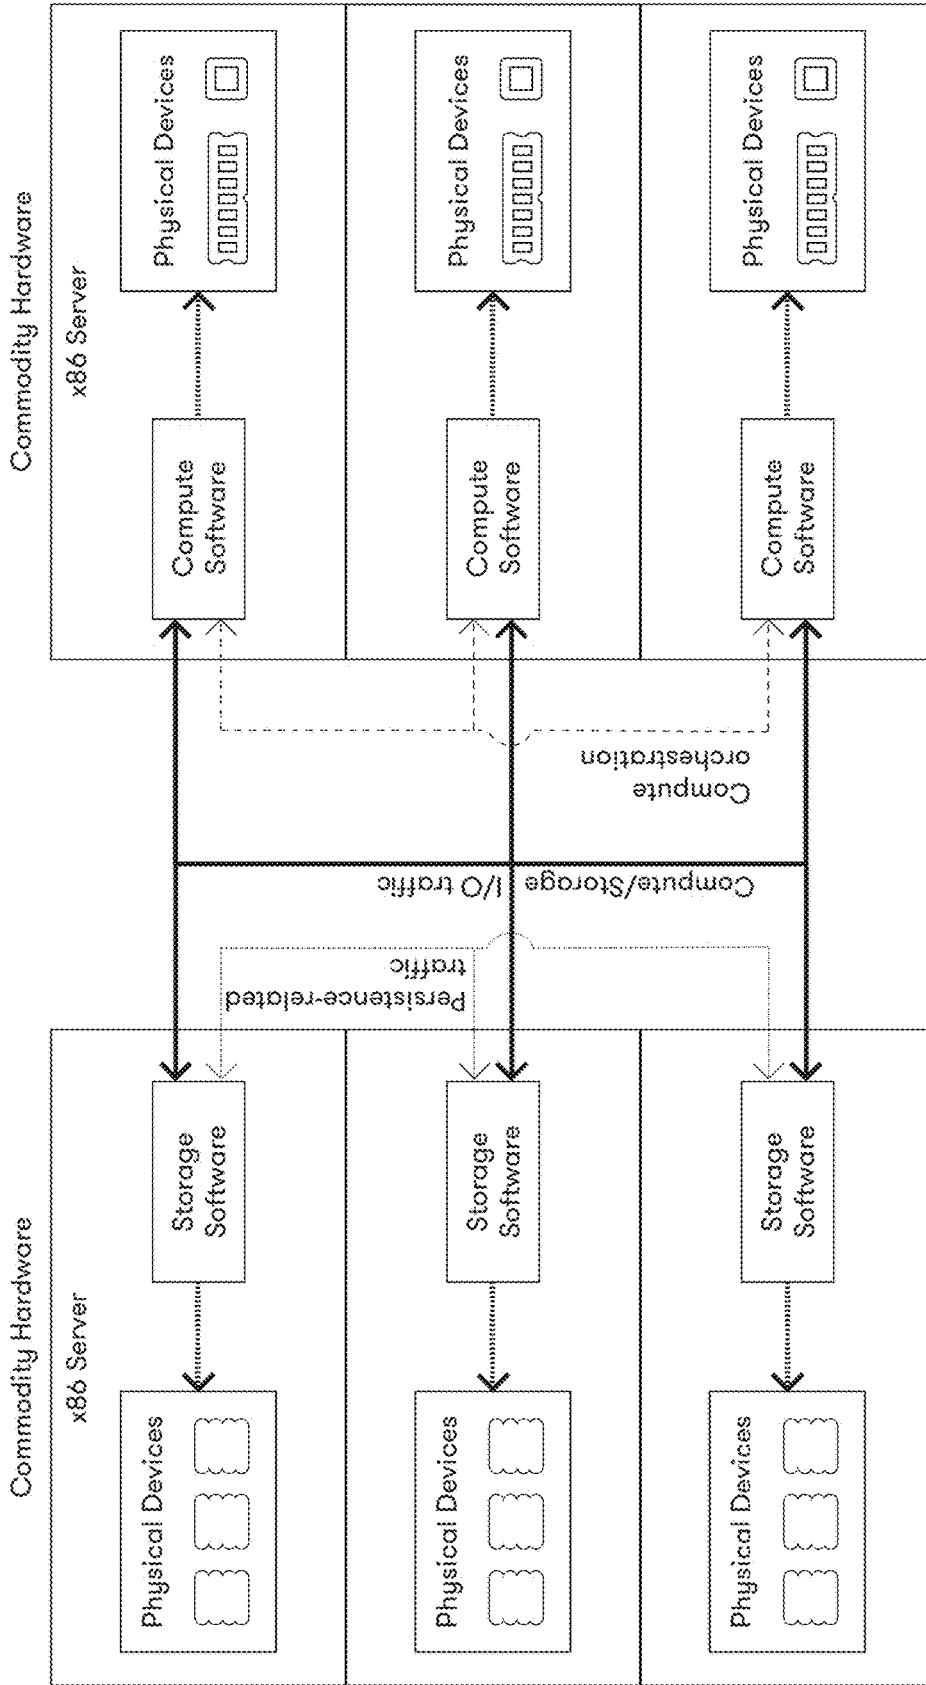 Commodity Hardware
x86 Server
Physical Devices
Storage
Software
Physical Devices
Storage
Software
Physical Devices
Storage
Software
Persistence-related
traffic
Compute/Storage
I/O traffic
Compute
orchestration
Commodity Hardware
x86 Server
Compute
Software
Physical Devices
Compute
Software
Physical Devices
Compute
Software
Physical Devices